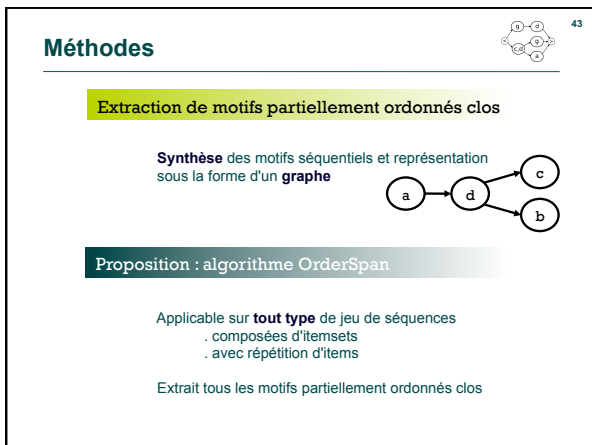 43
g d
< g >
c,d
a
Méthodes
Extraction de motifs partiellement ordonnés clos
Synthèse des motifs séquentiels et représentation
sous la forme d'un graphe
c
a d
b
Proposition : algorithme OrderSpan
Applicable sur tout type de jeu de séquences
. composées d'itemsets
. avec répétition d'items
Extrait tous les motifs partiellement ordonnés clos